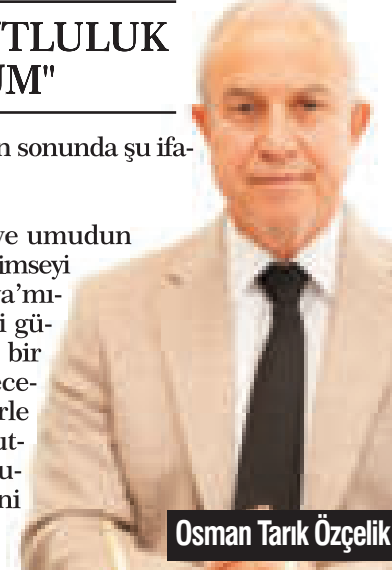 TLULUK
UM"
n sonunda şu ifa-
ve umudun
imseyi
a'mı-
i gü-
bir
ece-
rle
ut-
u-
ni
Osman Tarık Özçelik